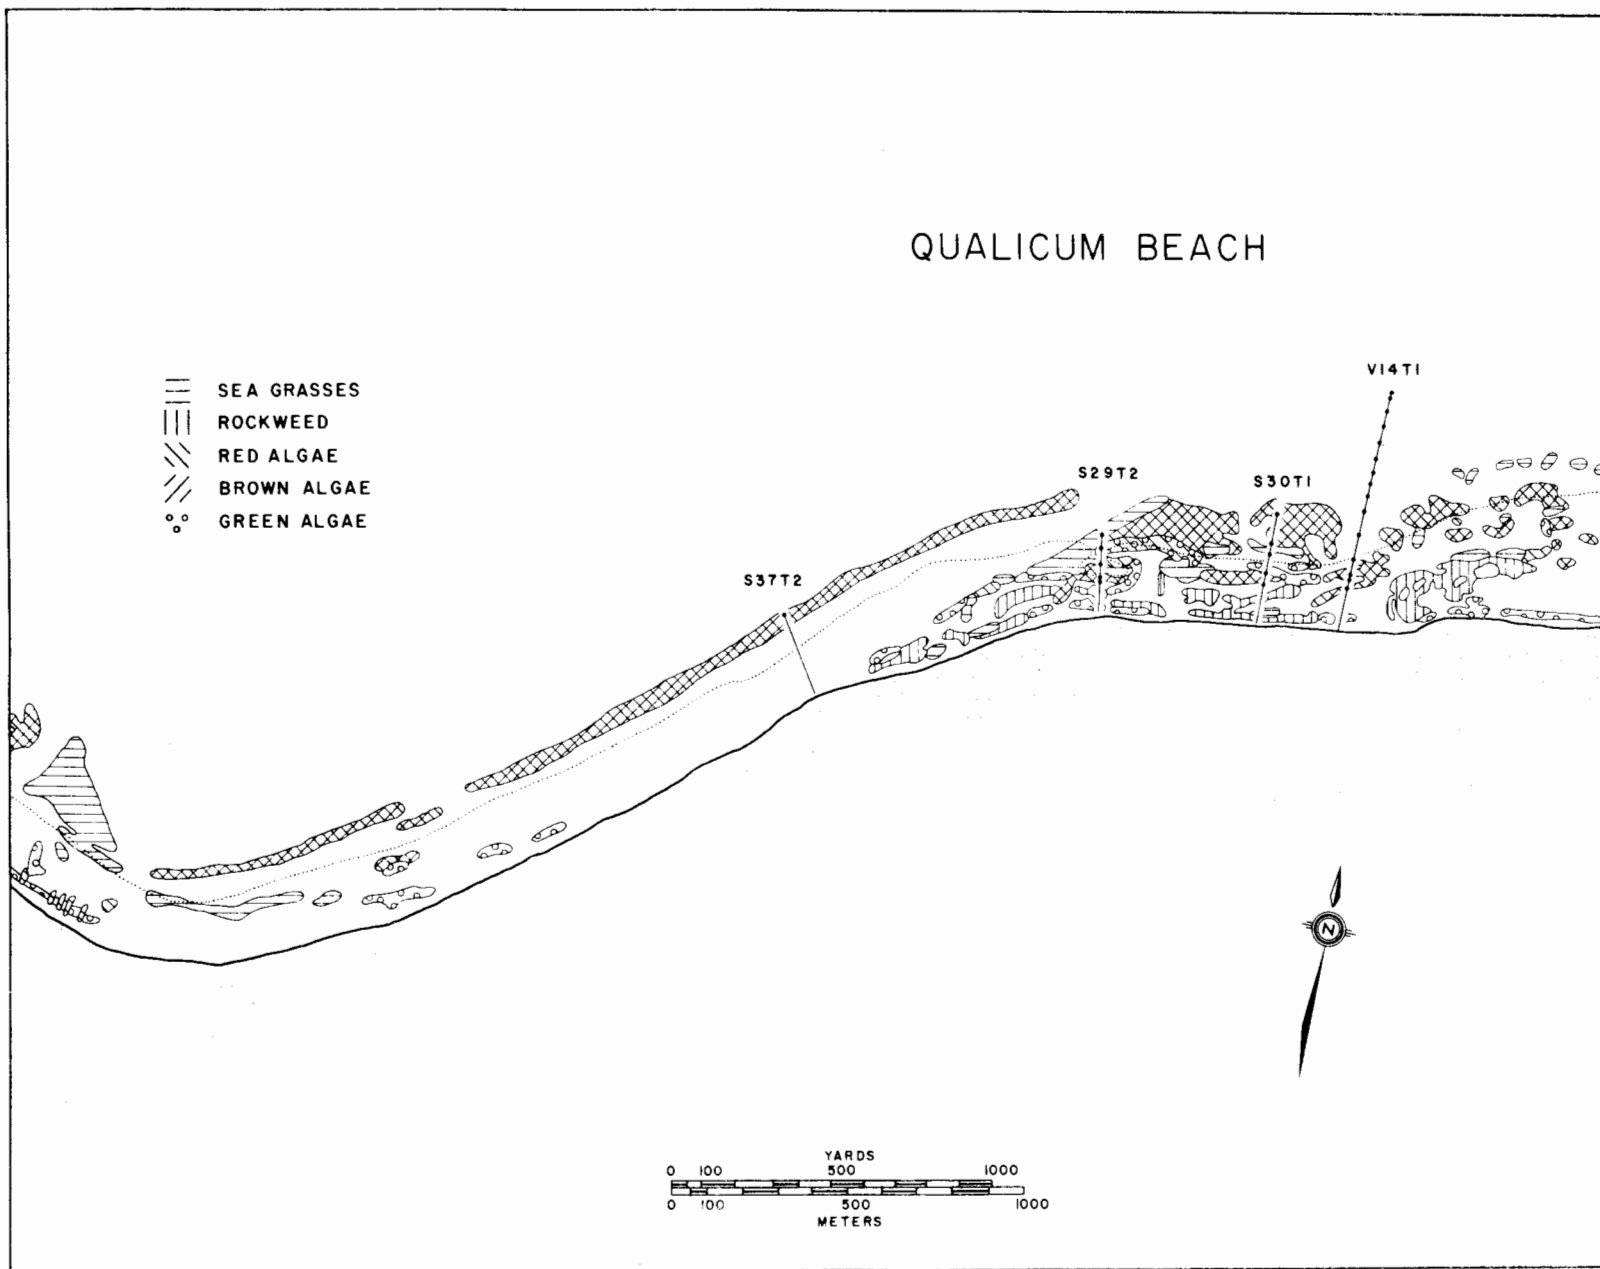 QUALICUM BEACH
V14T1
SEA GRASSES
ROCKWEED
RED ALGAE
BROWN ALGAE
GREEN ALGAE
S29T2
S30T1
S37T2
N
YARDS
0 100 500 1000
0 100 500 1000
METERS